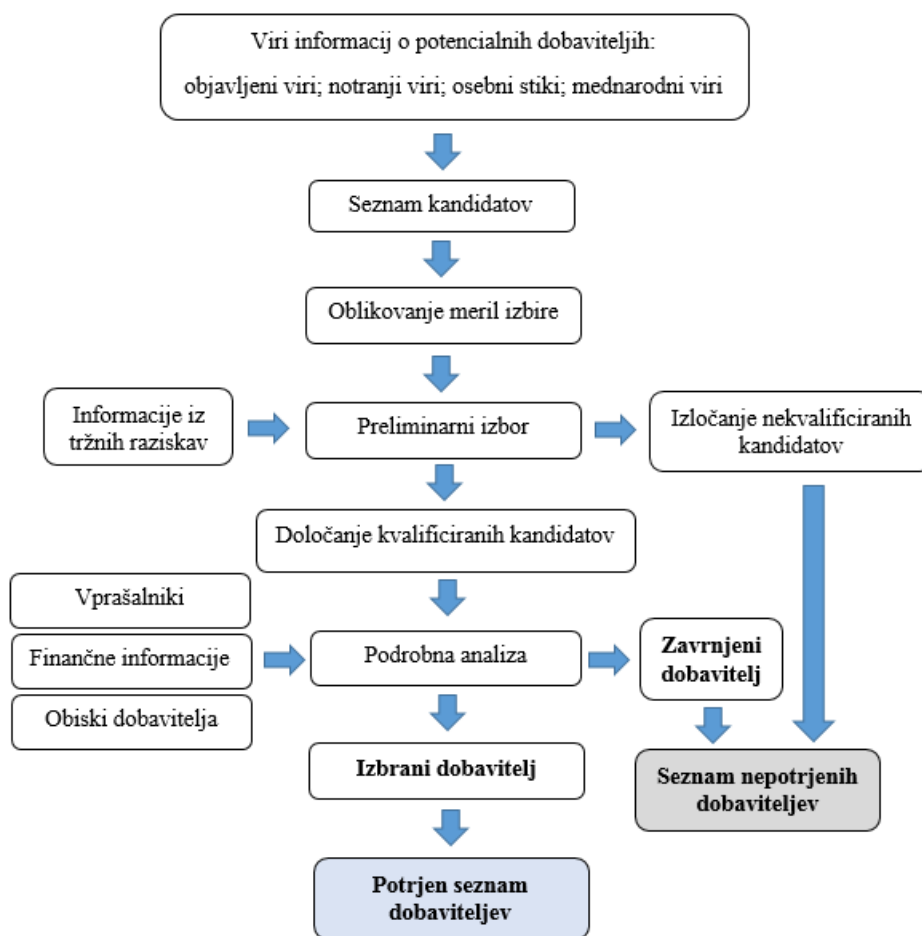 Viri informacij o potencialnih dobaviteljih:
objavljeni viri; notranji viri; osebni stiki; mednarodni viri
Seznam kandidatov
Oblikovanje meril izbire
Informacije iz
tržnih raziskav
Preliminarni izbor
Izločanje nekvalificiranih
kandidatov
Določanje kvalificiranih kandidatov
Vprašalniki
Finančne informacije
Obiski dobavitelja
Podrobna analiza
Zavrnjeni
dobavitelj
Izbrani dobavitelj
Seznam nepotrjenih
dobaviteljev
Potrjen seznam
dobaviteljev